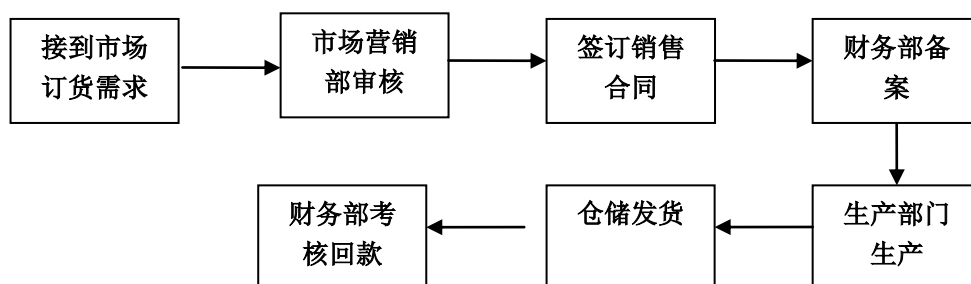 接到市场
订货需求
市场营销
部审核
签订销售
合同
财务部备
案
生产部门
生产
仓储发货
财务部考
核回款